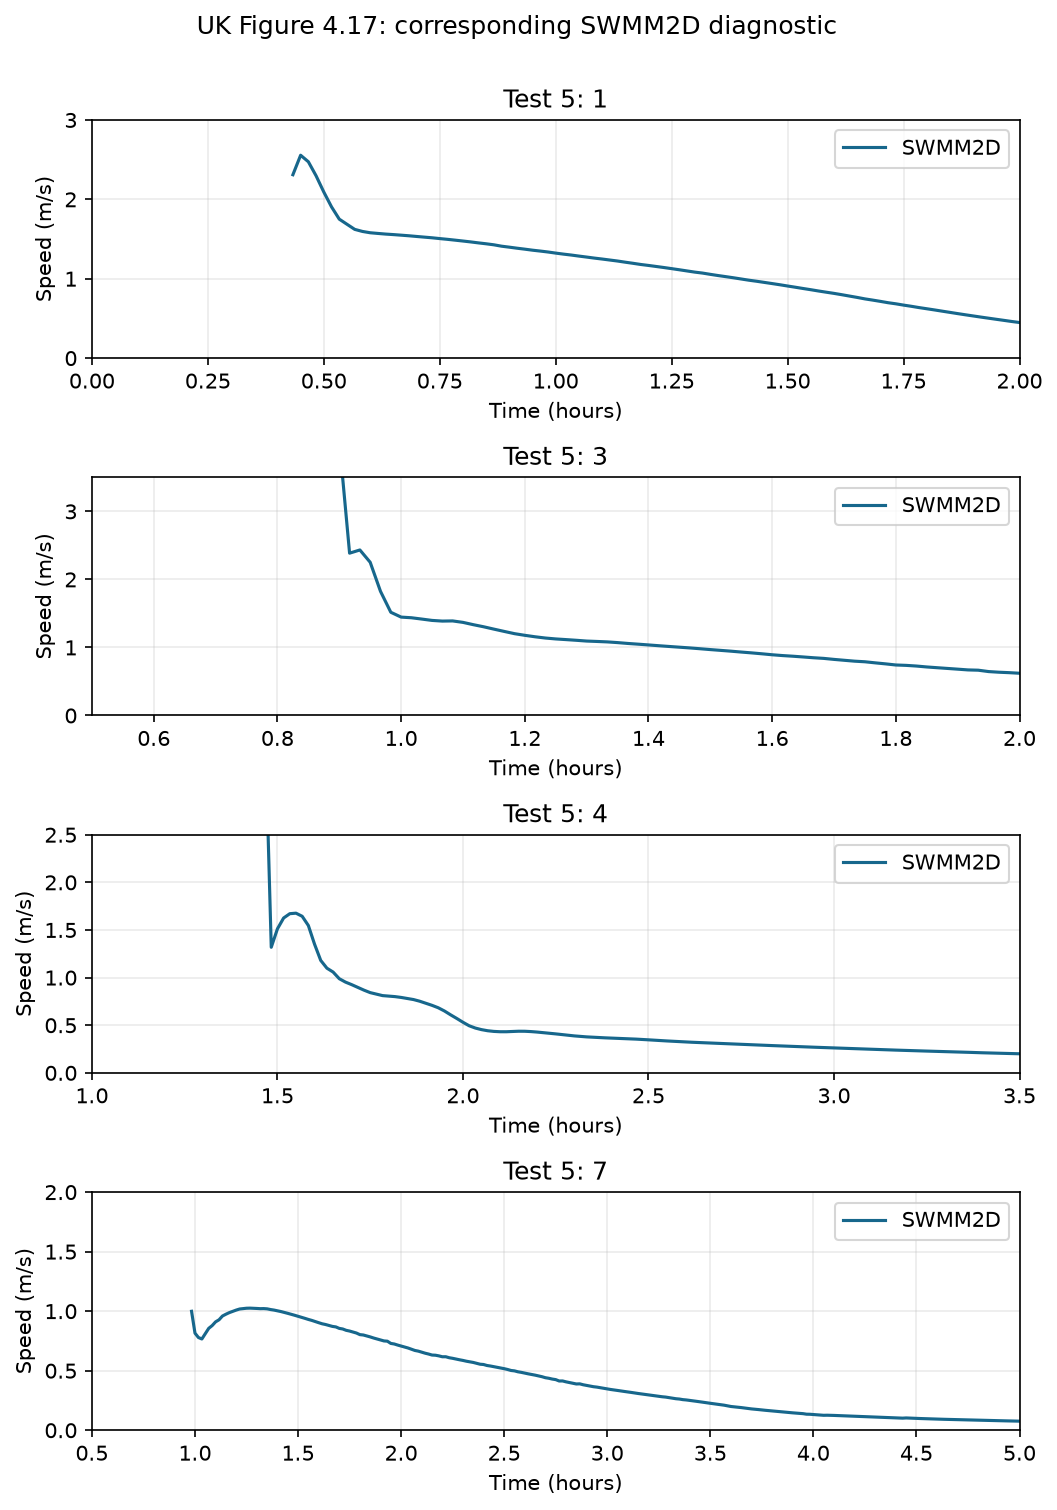 UK Figure 4.17: corresponding SWMM2D diagnostic
Test 5: 1
Speed (m/s)
3
2
1
0
SWMM2D
0.00 0.25 0.50 0.75 1.00 1.25 1.50 1.75 2.00
Time (hours)
Test 5: 3
Speed (m/s)
3
2
1
0
SWMM2D
0.6 0.8 1.0 1.2 1.4 1.6 1.8 2.0
Time (hours)
Test 5: 4
Speed (m/s)
2.5
2.0
1.5
1.0
0.5
0.0
SWMM2D
1.0 1.5 2.0 2.5 3.0 3.5
Time (hours)
Test 5: 7
Speed (m/s)
2.0
1.5
1.0
0.5
0.0
SWMM2D
0.5 1.0 1.5 2.0 2.5 3.0 3.5 4.0 4.5 5.0
Time (hours)